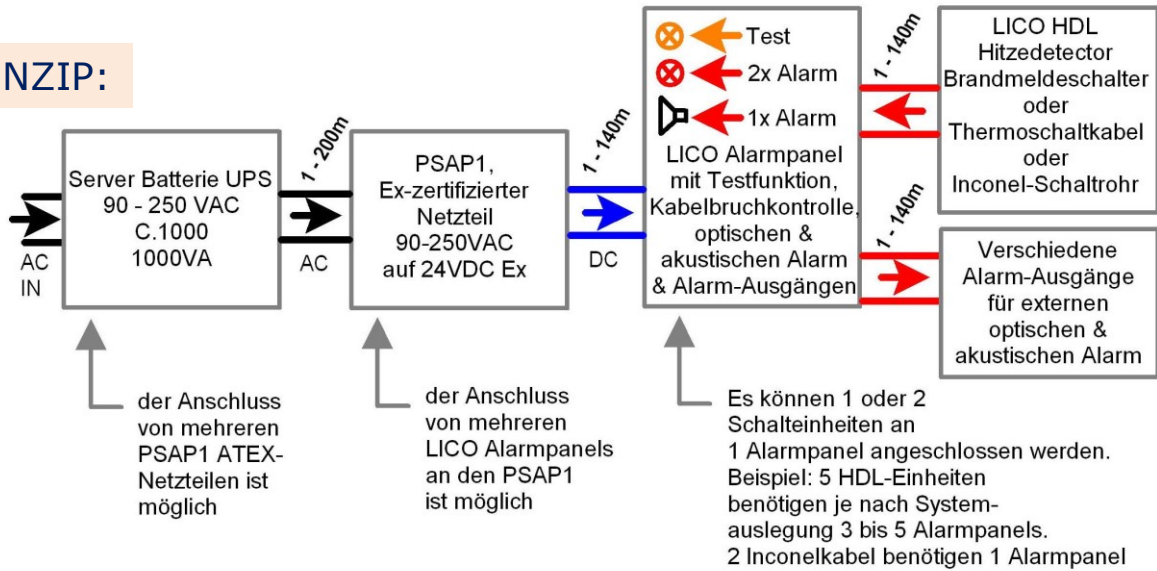 NZIP:
AC
IN
Server Batterie UPS
90 - 250 VAC
C.1000
1000VA
1 - 200m
AC
PSAP1,
Ex-zertifizierter
Netzteil
90-250VAC
auf 24VDC Ex
1 - 140m
DC
Test
2x Alarm
1x Alarm
LICO Alarmpanel
mit Testfunktion,
Kabelbruchkontrolle,
optischen &
akustischen Alarm
& Alarm-Ausgängen
1 - 140m
LICO HDL
Hitzedetector
Brandmeldeschalter
oder
Thermoschaltkabel
oder
Inconel-Schaltrohr
1 - 140m
Verschiedene
Alarm-Ausgänge
für externen
optischen &
akustischen Alarm
der Anschluss
von mehreren
PSAP1 ATEX-
Netzteilen ist
möglich
der Anschluss
von mehreren
LICO Alarmpanels
an den PSAP1
ist möglich
Es können 1 oder 2
Schalteinheiten an
1 Alarmpanel angeschlossen werden.
Beispiel: 5 HDL-Einheiten
benötigen je nach System-
auslegung 3 bis 5 Alarmpanels.
2 Inconelkabel benötigen 1 Alarmpanel